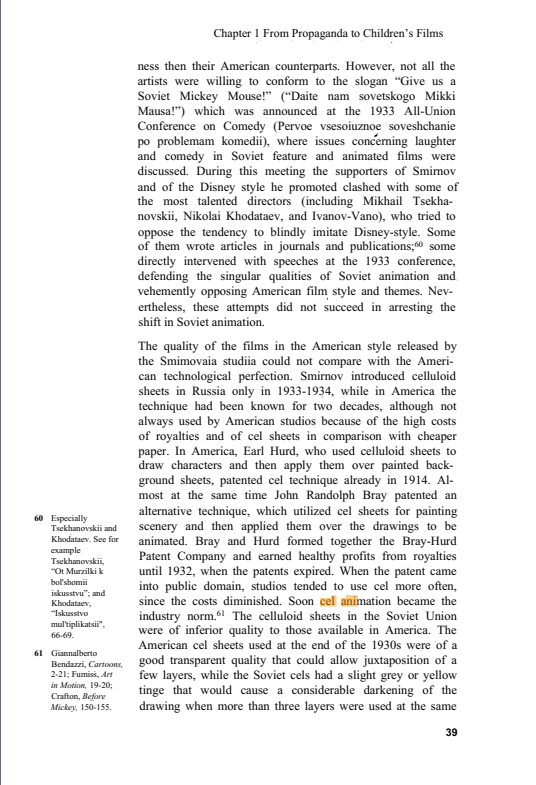 Chapter 1 From Propaganda to Children's Films
ness then their American counterparts. However, not all the
artists were willing to conform to the slogan “Give us a
Soviet Mickey Mouse!” (“Daite nam sovetskogo Mikki
Mausa!”) which was announced at the 1933 All-Union
Conference on Comedy (Pervoe vsesoiuznoe soveshchanie
po problemam komedii), where issues concerning laughter
and comedy in Soviet feature and animated films were
discussed. During this meeting the supporters of Smirnov
and of the Disney style he promoted clashed with some of
the most talented directors (including Mikhail Tsekha-
novskii, Nikolai Khodataev, and Ivanov-Vano), who tried to
oppose the tendency to blindly imitate Disney-style. Some
of them wrote articles in journals and publications;60 some
directly intervened with speeches at the 1933 conference,
defending the singular qualities of Soviet animation and
vehemently opposing American film style and themes. Nev-
ertheless, these attempts did not succeed in arresting the
shift in Soviet animation.
The quality of the films in the American style released by
the Smimovaia studiia could not compare with the Ameri-
can technological perfection. Smirnov introduced celluloid
sheets in Russia only in 1933-1934, while in America the
technique had been known for two decades, although not
always used by American studios because of the high costs
of royalties and of cel sheets in comparison with cheaper
paper. In America, Earl Hurd, who used celluloid sheets to
draw characters and then apply them over painted back-
ground sheets, patented cel technique already in 1914. Al-
most at the same time John Randolph Bray patented an
alternative technique, which utilized cel sheets for painting
scenery and then applied them over the drawings to be
animated. Bray and Hurd formed together the Bray-Hurd
Patent Company and earned healthy profits from royalties
until 1932, when the patents expired. When the patent came
into public domain, studios tended to use cel more often,
since the costs diminished. Soon cel animation became the
industry norm.61 The celluloid sheets in the Soviet Union
were of inferior quality to those available in America. The
American cel sheets used at the end of the 1930s were of a
good transparent quality that could allow juxtaposition of a
few layers, while the Soviet cels had a slight grey or yellow
tinge that would cause a considerable darkening of the
drawing when more than three layers were used at the same
60 Especially
Tsekhanovskii and
Khodataev. See for
example
Tsekhanovskii,
“Ot Murzilki k
bol'shomii
iskusstvu”; and
Khodataev,
“Iskusstvo
mul'tiplikatsii”,
66-69.
61 Giannalberto
Bendazzi, Cartoons,
2-21; Furniss, Art
in Motion, 19-20;
Crafton, Before
Mickey, 150-155.
39